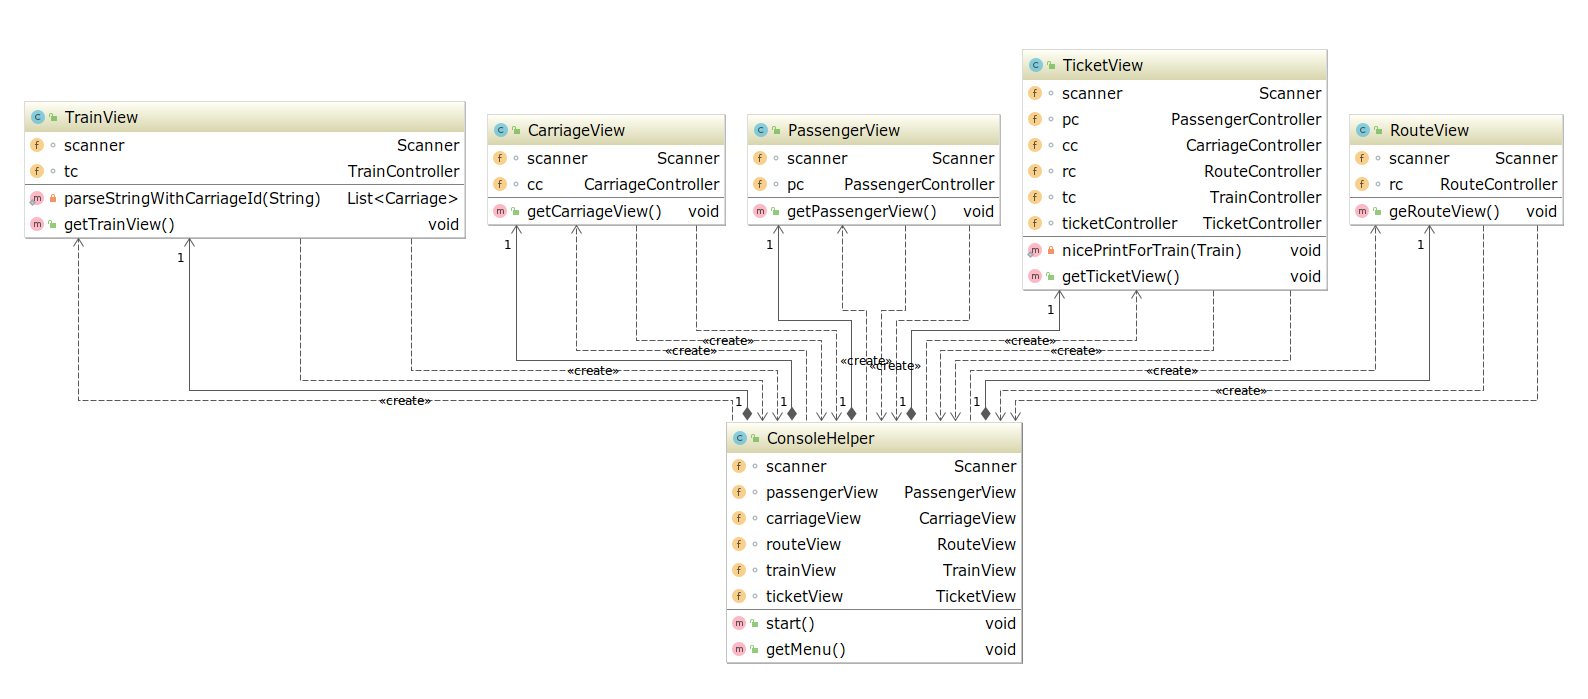 TrainView
scanner Scanner
tc TrainController
parseStringWithCarriageId(String) List<Carriage>
getTrainView() void
CarriageView
scanner Scanner
cc CarriageController
getCarriageView() void
PassengerView
scanner Scanner
pc PassengerController
getPassengerView() void
TicketView
scanner Scanner
pc PassengerController
cc CarriageController
rc RouteController
tc TrainController
ticketController TicketController
nicePrintForTrain(Train) void
getTicketView() void
RouteView
scanner Scanner
rc RouteController
geRouteView() void
1
1
1
1
1
«create»
«create»
«create»
«create»
«create»
«create»
«create»
«create»
«create»
«create»
1
1
1
1
1
ConsoleHelper
scanner Scanner
passengerView PassengerView
carriageView CarriageView
routeView RouteView
trainView TrainView
ticketView TicketView
start() void
getMenu() void